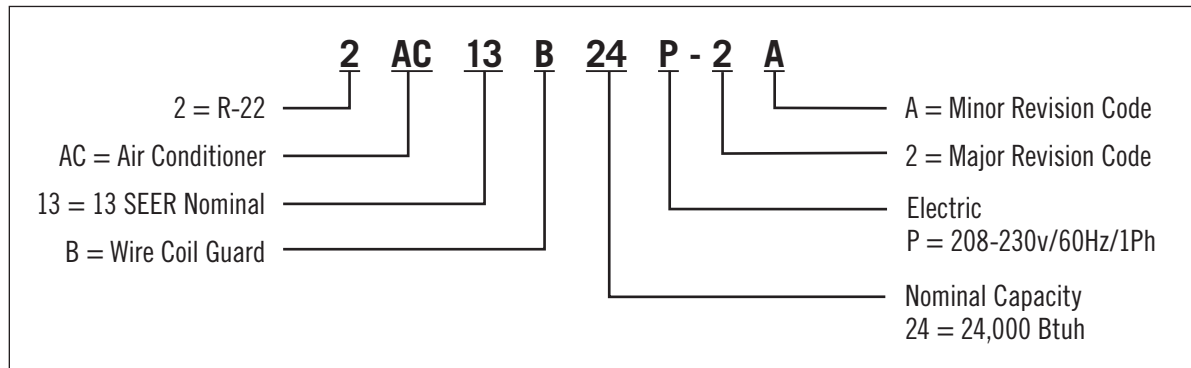 2 AC 13 B 24 P - 2 A
2 = R-22
AC = Air Conditioner
13 = 13 SEER Nominal
B = Wire Coil Guard
A = Minor Revision Code
2 = Major Revision Code
Electric
P = 208-230v/60Hz/1Ph
Nominal Capacity
24 = 24,000 Btuh